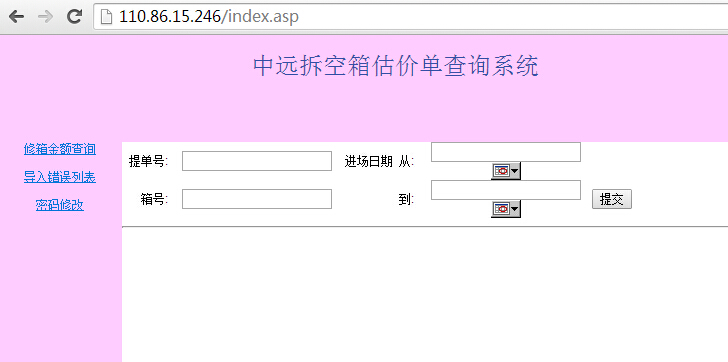 110.86.15.246/index.asp
中远拆空箱估价单查询系统
修箱金额查询
导入错误列表
密码修改
提单号: 进场日期 从:
箱号: 到: 提交